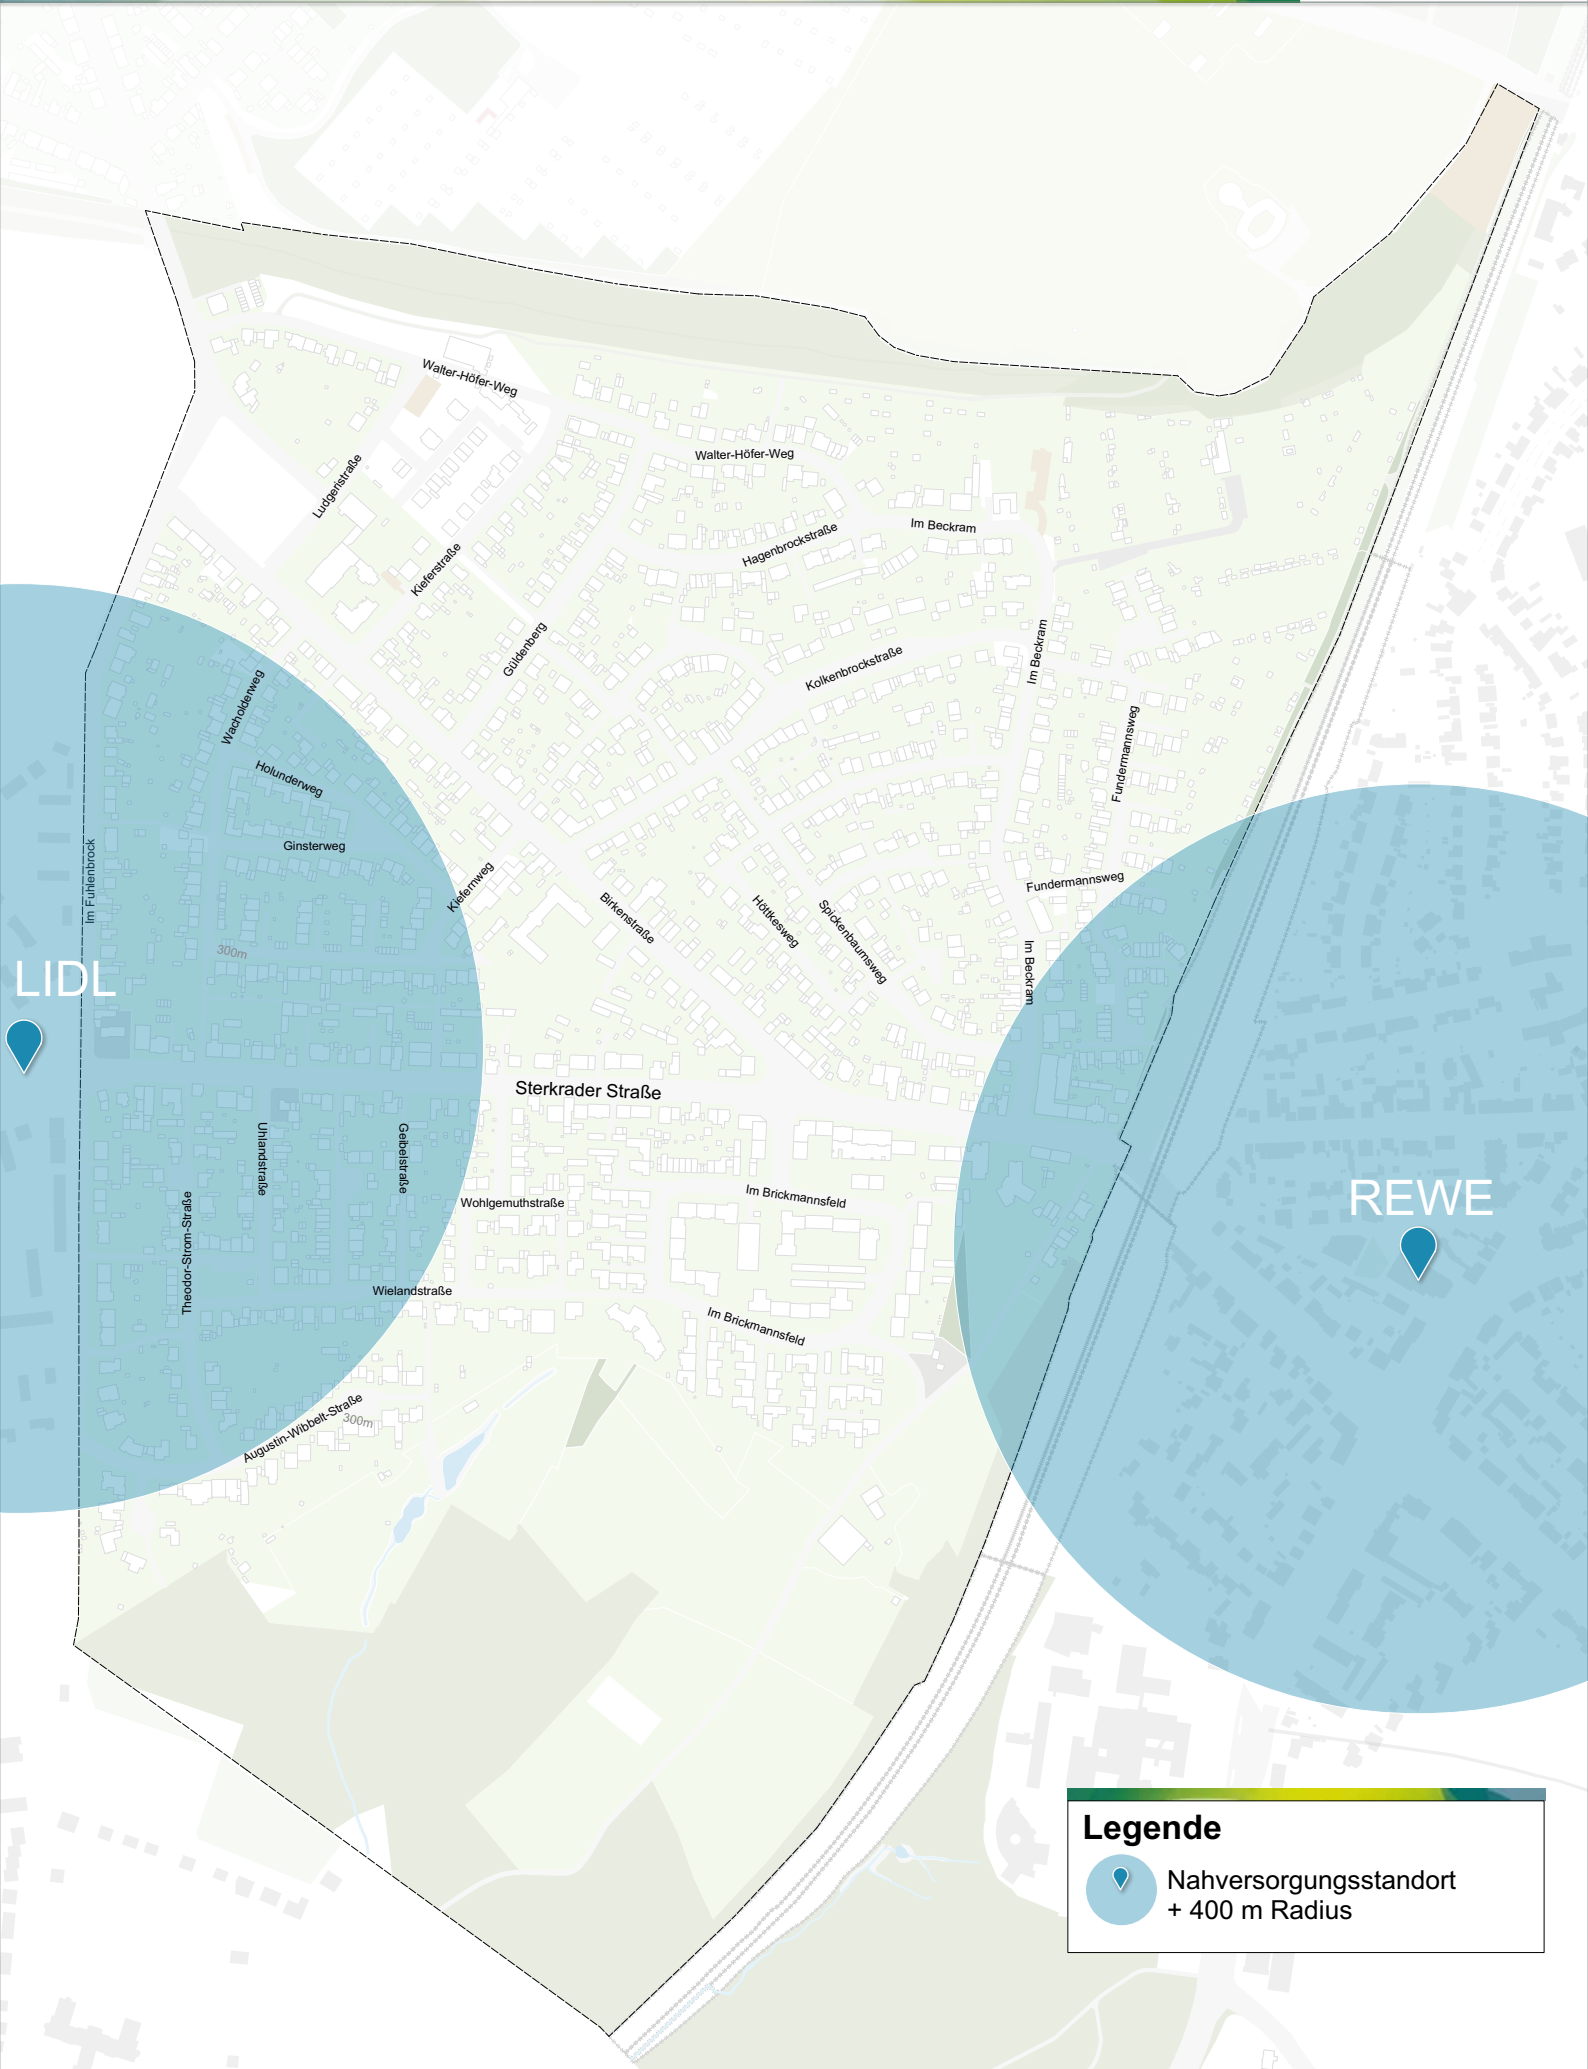 Walter-Höfer-Weg
Walter-Höfer-Weg
Ludgeristraße
Im Beckram
Hagenbrockstraße
Kieferstraße
Güldenberg
Im Beckram
Kolkenbrockstraße
Wacholderweg
Fundermannsweg
Holunderweg
Ginsterweg
Im Fuhlenbrock
Kiefernweg
Fundermannsweg
Birkenstraße
Höttkesweg
Spickenbaumsweg
300m
Im Beckram
LIDL
Sterkrader Straße
Uhlandstraße
Geibelstraße
Wohlgemuthstraße
Im Brickmannsfeld
REWE
Theodor-Strom-Straße
Wielandstraße
Im Brickmannsfeld
Augustin-Wibbelt-Straße
300m
Legende
Nahversorgungsstandort
+ 400 m Radius